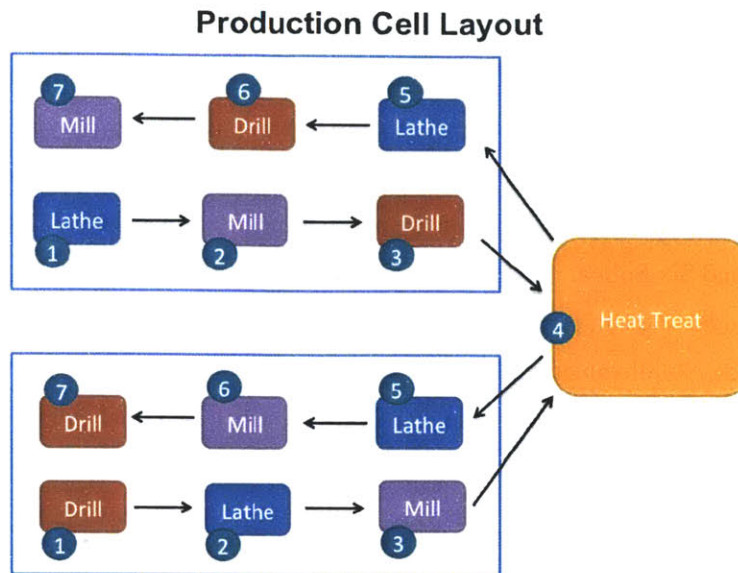 Production Cell Layout
7 6 5
Mill Drill Lathe
Lathe Mill Drill
1 2 3
4 Heat Treat
7 6 5
Drill Mill Lathe
Drill Lathe Mill
1 2 3